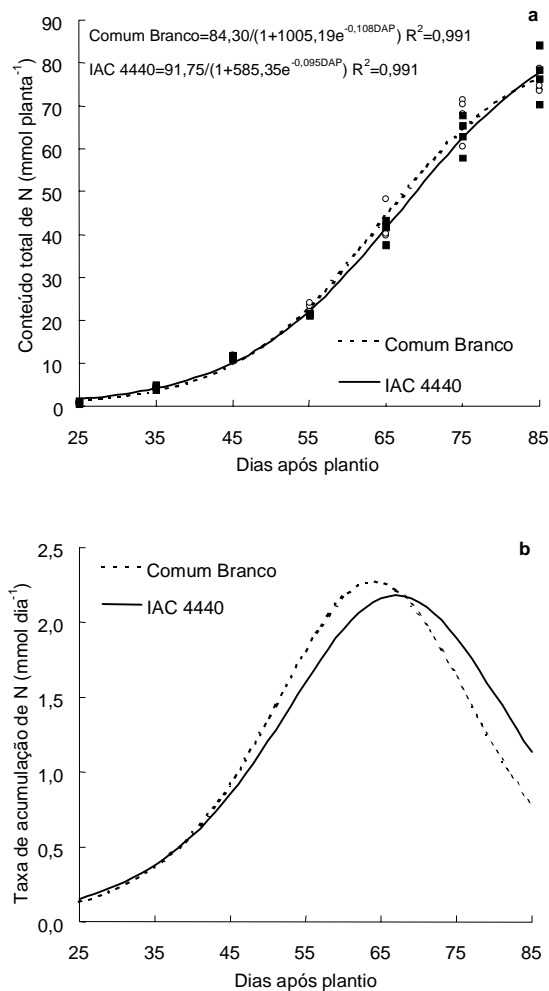 a
Comum Branco=84,30/(1+1005,19e^-0,108DAP) R²=0,991
IAC 4440=91,75/(1+585,35e^-0,095DAP) R²=0,991
Conteúdo total de N (mmol planta⁻¹)
90
80
70
60
50
40
30
20
10
0
Comum Branco
IAC 4440
25 35 45 55 65 75 85
Dias após plantio
b
Taxa de acumulação de N (mmol dia⁻¹)
2,5
2,0
1,5
1,0
0,5
0,0
Comum Branco
IAC 4440
25 35 45 55 65 75 85
Dias após plantio